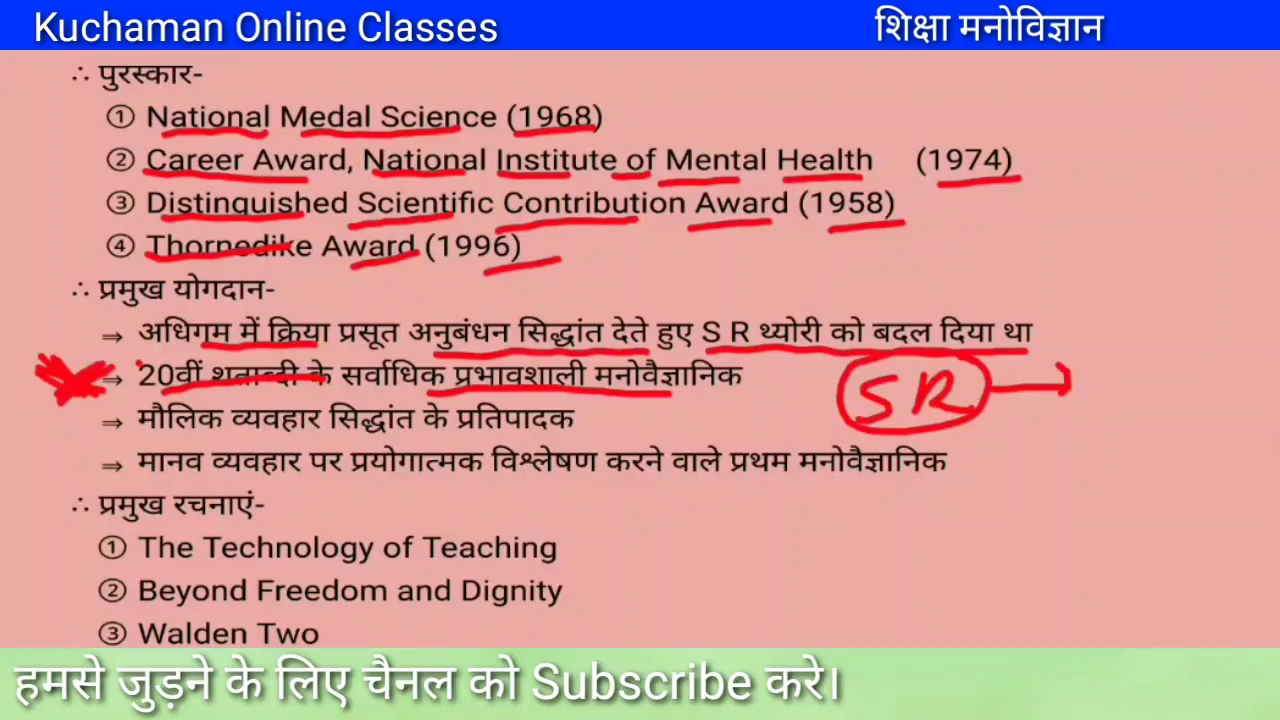 Kuchaman Online Classes शिक्षा मनोविज्ञान
∴ पुरस्कार-
① National Medal Science (1968)
② Career Award, National Institute of Mental Health (1974)
③ Distinguished Scientific Contribution Award (1958)
④ Thornedike Award (1996)
∴ प्रमुख योगदान-
⇒ अधिगम में क्रिया प्रसूत अनुबंधन सिद्धांत देते हुए S R थ्योरी को बदल दिया था
⇒ 20वीं शताब्दी के सर्वाधिक प्रभावशाली मनोवैज्ञानिक
SR
⇒ मौलिक व्यवहार सिद्धांत के प्रतिपादक
⇒ मानव व्यवहार पर प्रयोगात्मक विश्लेषण करने वाले प्रथम मनोवैज्ञानिक
∴ प्रमुख रचनाएं-
① The Technology of Teaching
② Beyond Freedom and Dignity
③ Walden Two
हमसे जुड़ने के लिए चैनल को Subscribe करे।